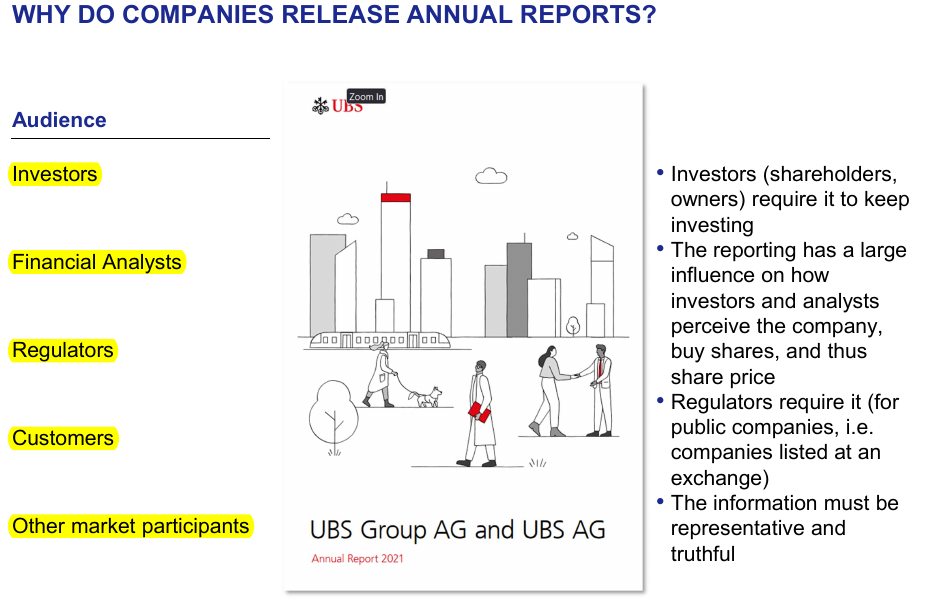 WHY DO COMPANIES RELEASE ANNUAL REPORTS?
Audience
Investors
Financial Analysts
Regulators
Customers
Other market participants
UBS
Zoom In
UBS Group AG and UBS AG
Annual Report 2021
• Investors (shareholders,
owners) require it to keep
investing
• The reporting has a large
influence on how
investors and analysts
perceive the company,
buy shares, and thus
share price
• Regulators require it (for
public companies, i.e.
companies listed at an
exchange)
• The information must be
representative and
truthful